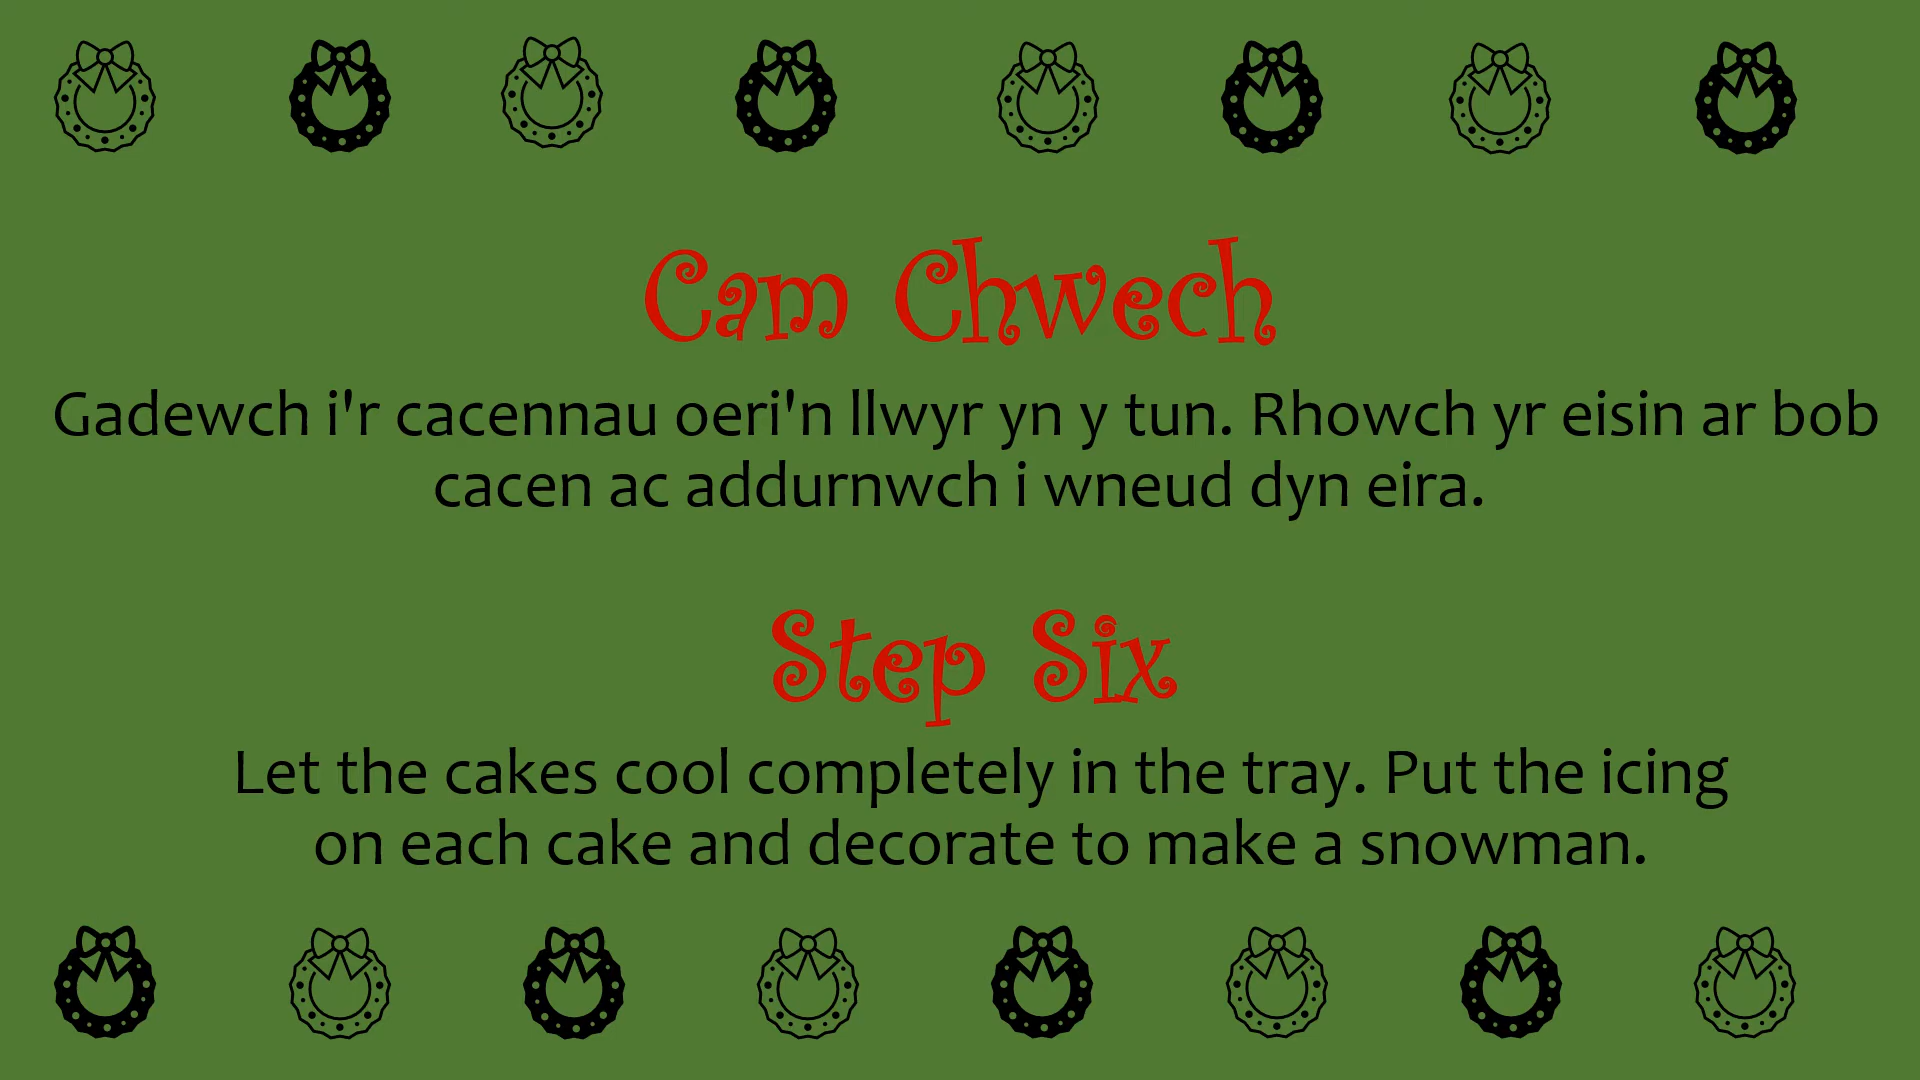 Cam Chwech
Gadewch i'r cacennau oeri'n llwyr yn y tun. Rhowch yr eisin ar bob
cacen ac addurnwch i wneud dyn eira.
Step Six
Let the cakes cool completely in the tray. Put the icing
on each cake and decorate to make a snowman.